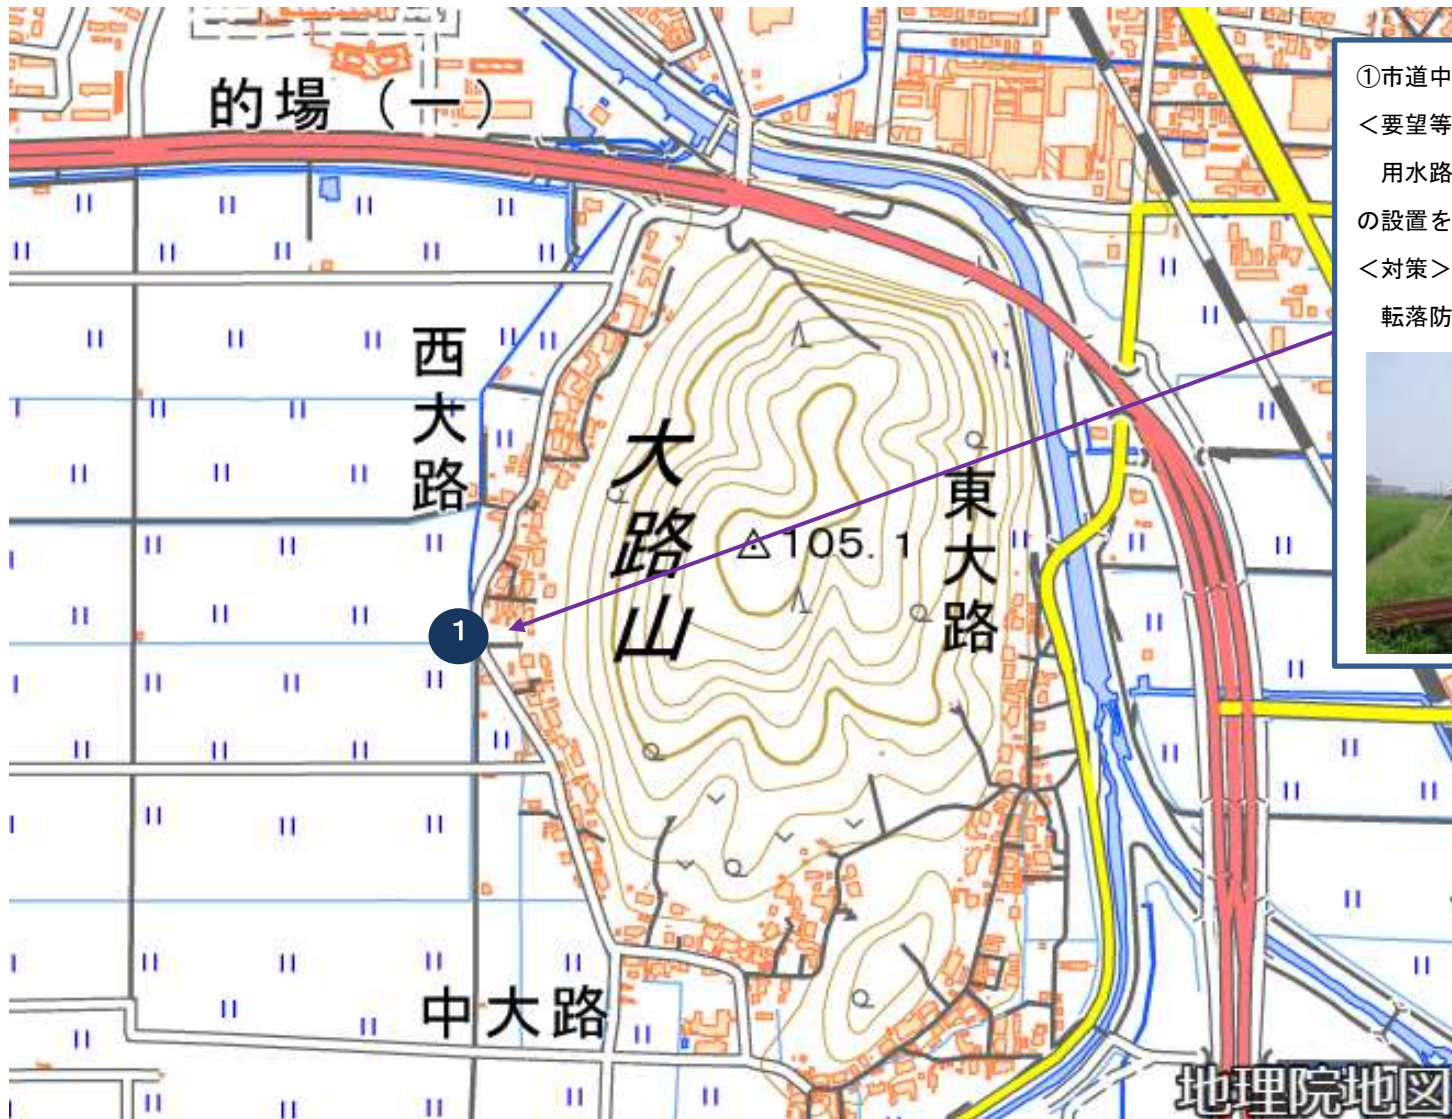 的場（一）
①市道中
＜要望等
用水路
の設置を
＜対策＞
転落防
西大路
大路山
105.1
東大路
1
中大路
地理院地図